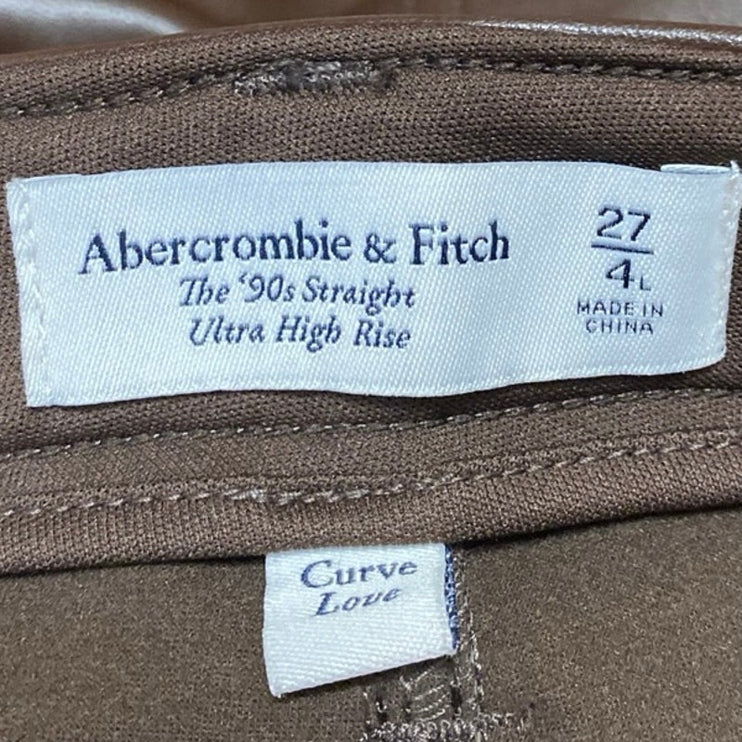 Abercrombie & Fitch
The '90s Straight
Ultra High Rise
27
4L
MADE IN
CHINA
Curve
Love